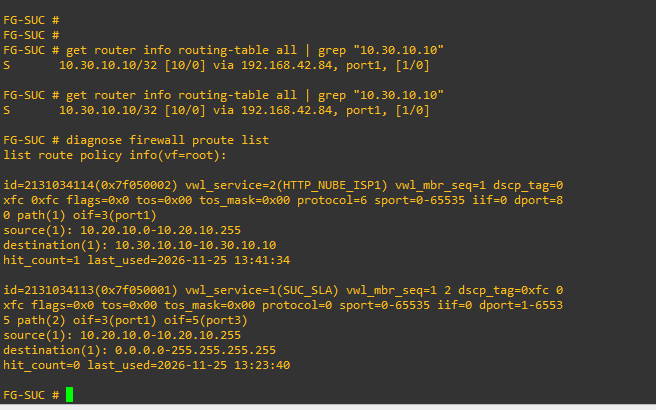 FG-SUC #
FG-SUC #
FG-SUC # get router info routing-table all | grep "10.30.10.10"
S       10.30.10.10/32 [10/0] via 192.168.42.84, port1, [1/0]
FG-SUC # get router info routing-table all | grep "10.30.10.10"
S       10.30.10.10/32 [10/0] via 192.168.42.84, port1, [1/0]
FG-SUC # diagnose firewall proute list
list route policy info(vf=root):
id=2131034114(0x7f050002) vwl_service=2(HTTP_NUBE_ISP1) vwl_mbr_seq=1 dscp_tag=0
xfc 0xfc flags=0x0 tos=0x00 tos_mask=0x00 protocol=6 sport=0-65535 iif=0 dport=8
0 path(1) oif=3(port1)
source(1): 10.20.10.0-10.20.10.255
destination(1): 10.30.10.10-10.30.10.10
hit_count=1 last_used=2026-11-25 13:41:34
id=2131034113(0x7f050001) vwl_service=1(SUC_SLA) vwl_mbr_seq=1 2 dscp_tag=0xfc 0
xfc flags=0x0 tos=0x00 tos_mask=0x00 protocol=0 sport=0-65535 iif=0 dport=1-6553
5 path(2) oif=3(port1) oif=5(port3)
source(1): 10.20.10.0-10.20.10.255
destination(1): 0.0.0.0-255.255.255.255
hit_count=0 last_used=2026-11-25 13:23:40
FG-SUC #